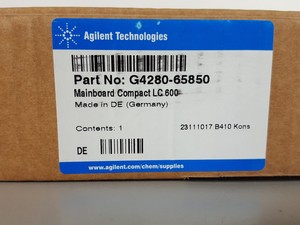 Agilent Technologies
Part No: G4280-65850
Mainboard Compact LC 600=
Made in DE (Germany)
Contents: 1
23111017 B410 Kons
DE
www.agilent.com/chem/supplies